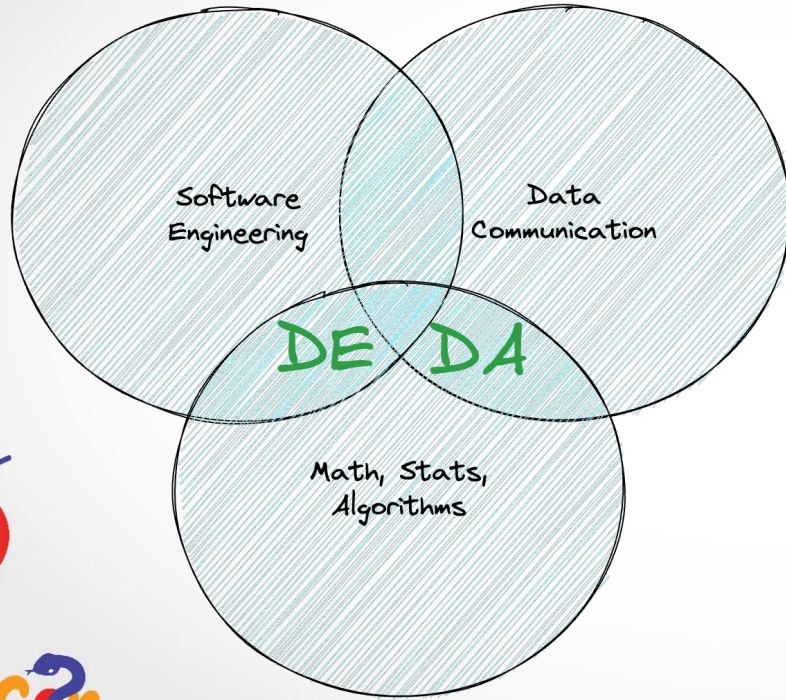 Software
Engineering
Data
Communication
DE
DA
Math, Stats,
Algorithms